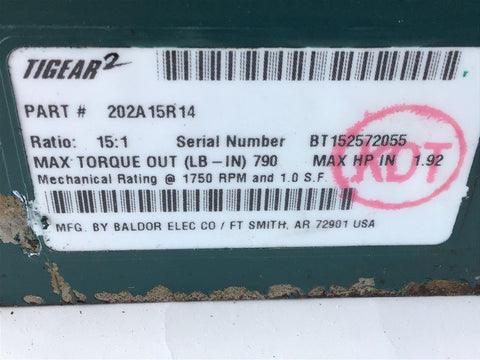 TIGEAR2
PART # 202A15R14
Ratio: 15:1 Serial Number BT152572055
MAX TORQUE OUT (LB-IN) 790 MAX HP IN 1.92
Mechanical Rating @ 1750 RPM and 1.0 S.F.
MFG. BY BALDOR ELEC CO / FT SMITH, AR 72901 USA
KDT